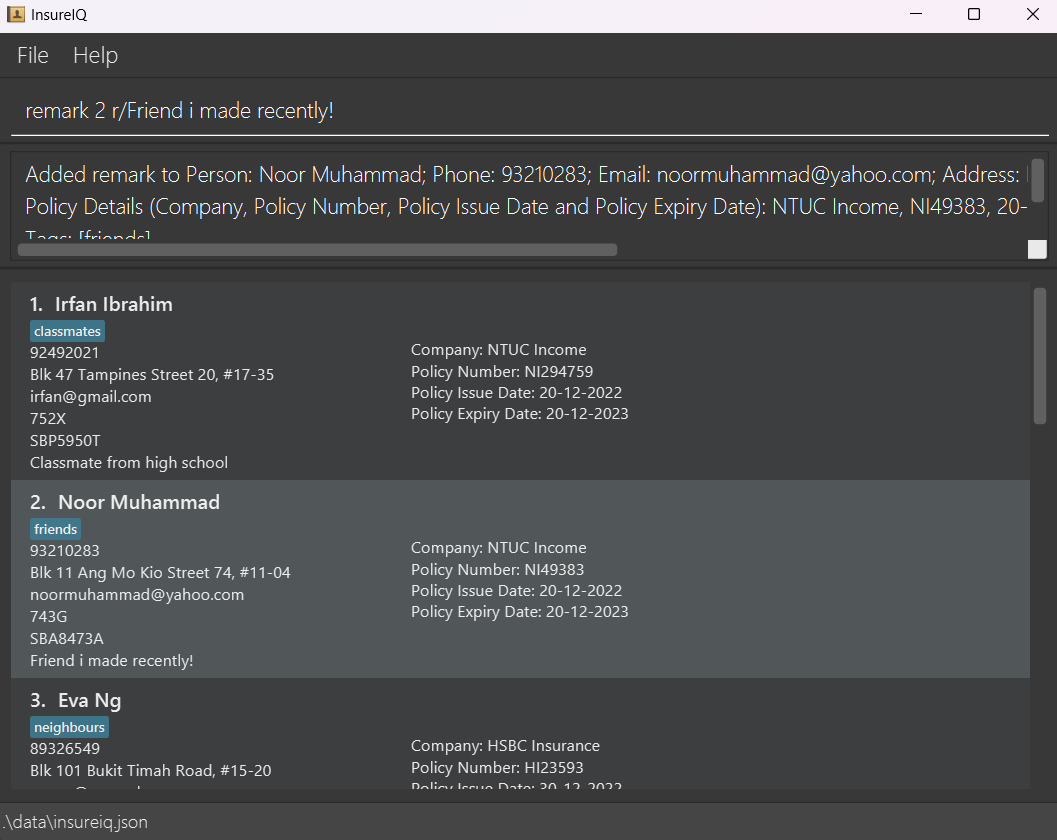 InsureIQ
File Help
remark 2 r/Friend i made recently!
Added remark to Person: Noor Muhammad; Phone: 93210283; Email: noormuhammad@yahoo.com; Address:
Policy Details (Company, Policy Number, Policy Issue Date and Policy Expiry Date): NTUC Income, NI49383, 20-
Tags: [friends]
1. Irfan Ibrahim
classmates
92492021
Blk 47 Tampines Street 20, #17-35
irfan@gmail.com
752X
SBP5950T
Classmate from high school
Company: NTUC Income
Policy Number: NI294759
Policy Issue Date: 20-12-2022
Policy Expiry Date: 20-12-2023
2. Noor Muhammad
friends
93210283
Blk 11 Ang Mo Kio Street 74, #11-04
noormuhammad@yahoo.com
743G
SBA8473A
Friend i made recently!
Company: NTUC Income
Policy Number: NI49383
Policy Issue Date: 20-12-2022
Policy Expiry Date: 20-12-2023
3. Eva Ng
neighbours
89326549
Blk 101 Bukit Timah Road, #15-20
Company: HSBC Insurance
Policy Number: HI23593
Policy Issue Date: 30-12-2022
.\data\insureiq.json